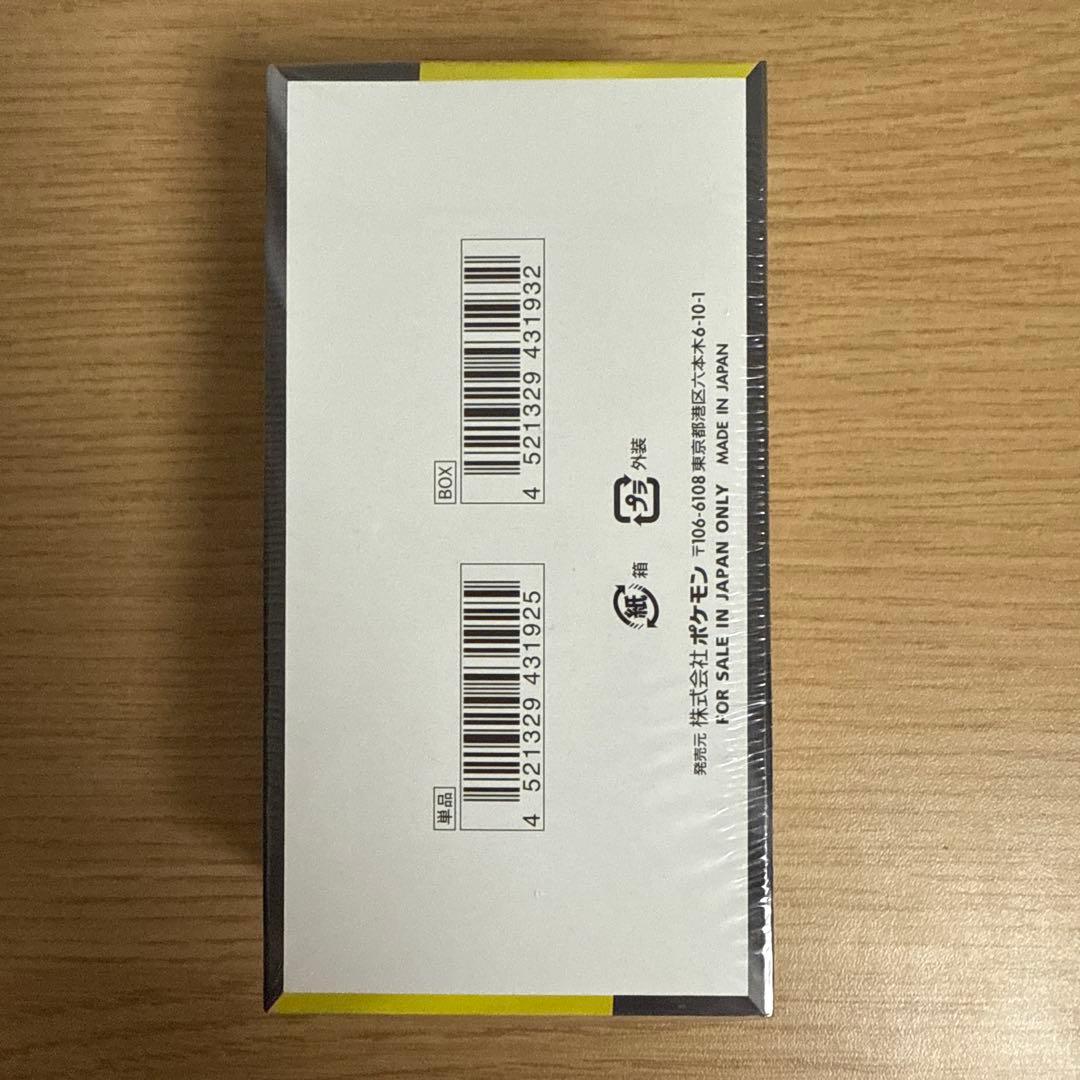 単品
4 521329 431925
BOX
4 521329 431932
紙 箱
プラ 外装
発売元 株式会社 ポケモン 〒106-6108 東京都港区六本木6-10-1
FOR SALE IN JAPAN ONLY MADE IN JAPAN